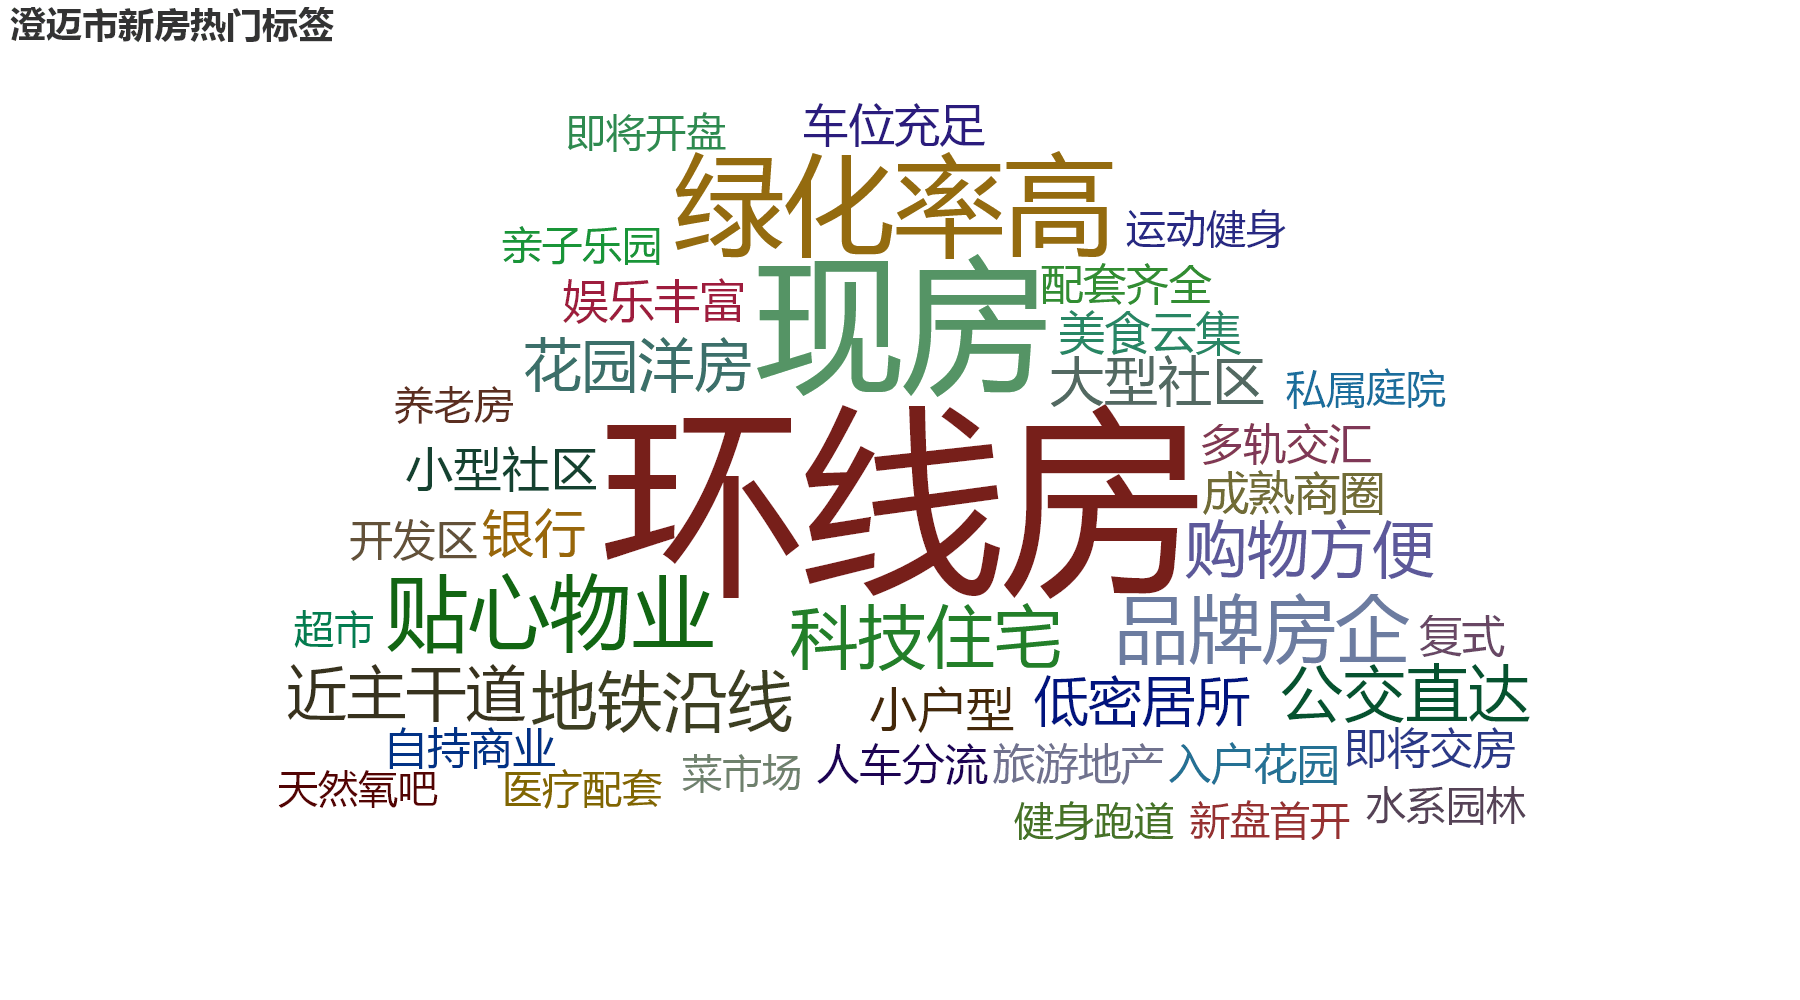 澄迈市新房热门标签
即将开盘
车位充足
绿化率高
运动健身
亲子乐园
现房
配套齐全
娱乐丰富
美食云集
花园洋房
大型社区
私属庭院
养老房
环线房
多轨交汇
小型社区
成熟商圈
开发区
银行
购物方便
超市
贴心物业
科技住宅
品牌房企
复式
近主干道
地铁沿线
小户型
低密居所
公交直达
自持商业
即将交房
天然氧吧
医疗配套
菜市场
人车分流
旅游地产
入户花园
健身跑道
新盘首开
水系园林